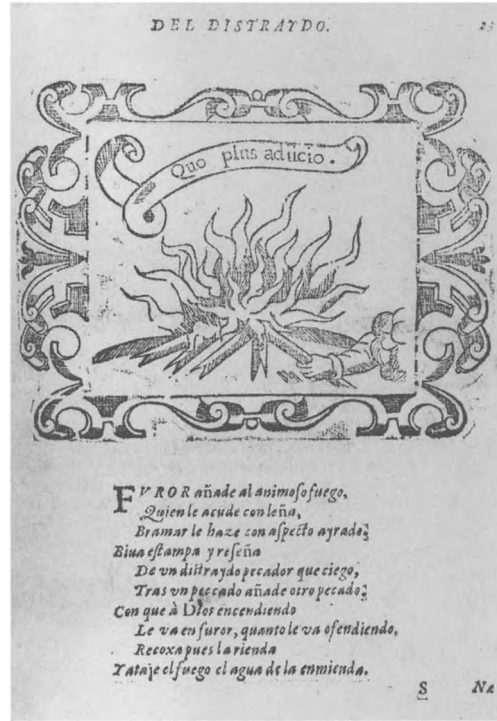 DEL DISTRAYDO.
Quo plus adiicio.
FVROR añade al animoso fuego,
Quien le acude con leña,
Bramar le haze con aspecto ayrado;
Biua estampa y reseña
De vn distraydo pecador que ciego,
Tras vn peccado añade otro pecado;
Con que à Dios encendiendo
Le va en furor, quanto le va ofendiendo,
Recoxa pues la rienda
Y ataje el fuego el agua de la enmienda.
S